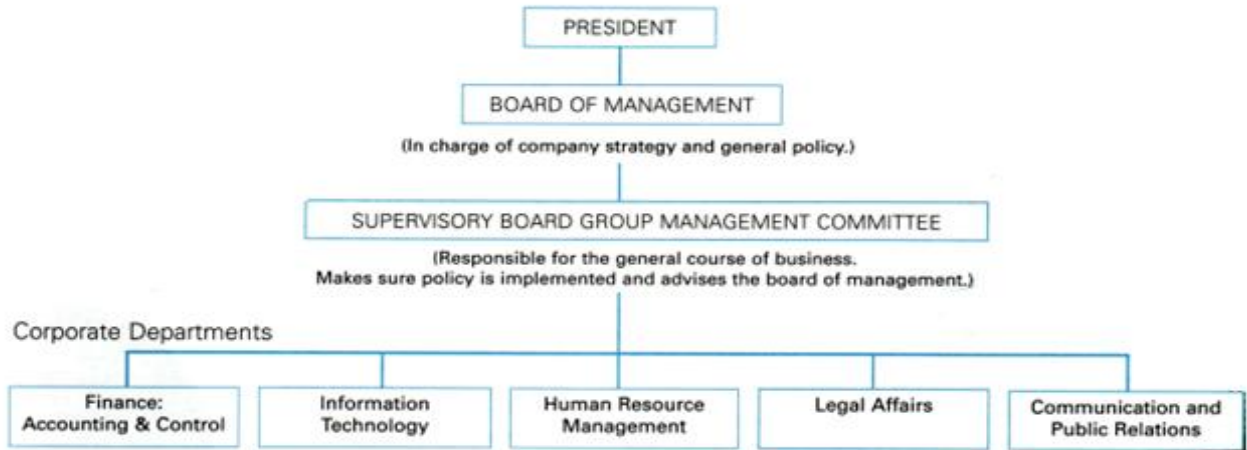 PRESIDENT
BOARD OF MANAGEMENT
(In charge of company strategy and general policy.)
SUPERVISORY BOARD GROUP MANAGEMENT COMMITTEE
(Responsible for the general course of business.
Makes sure policy is implemented and advises the board of management.)
Corporate Departments
Finance:
Accounting & Control
Information
Technology
Human Resource
Management
Legal Affairs
Communication and
Public Relations